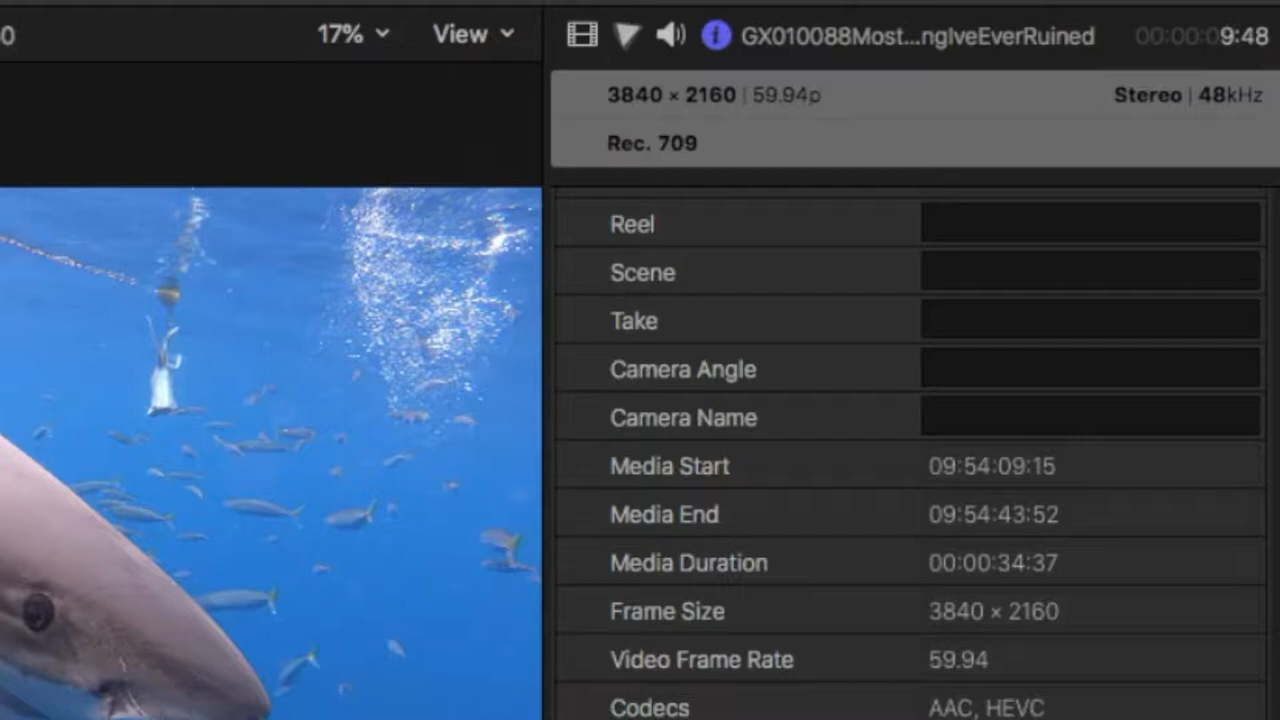 0
17% View
GX010088Most...ngIveEverRuined 00:00:09:48
3840 × 2160 | 59.94p Stereo | 48kHz
Rec. 709
Reel
Scene
Take
Camera Angle
Camera Name
Media Start 09:54:09:15
Media End 09:54:43:52
Media Duration 00:00:34:37
Frame Size 3840 × 2160
Video Frame Rate 59.94
Codecs AAC, HEVC